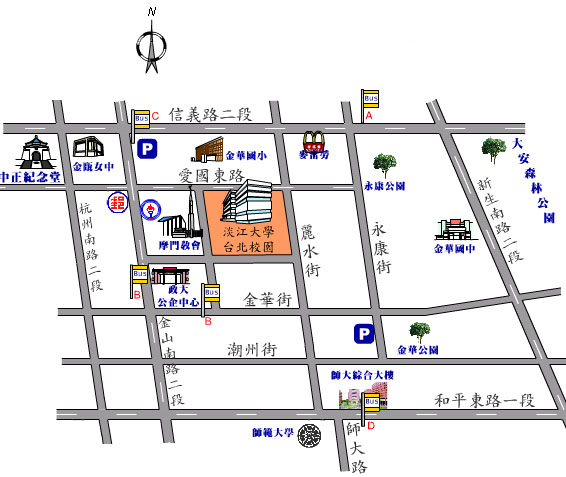 N
Bus
A
Bus
C
信義路二段
P
金甌女中
金華國小
麥當勞
大安森林公園
中正紀念堂
愛國東路
永康公園
新生南路二段
郵
杭州南路二段
摩門教會
淡江大學
台北校園
麗水街
永康街
金華國中
Bus
B
政大
公企中心
Bus
B
金華街
金山南路二段
P
潮州街
金華公園
師大綜合大樓
Bus
D
和平東路一段
師範大學
師大路